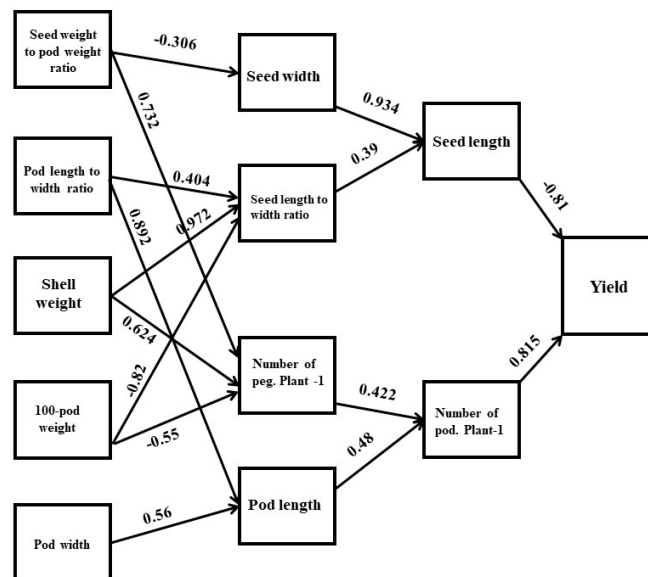 Seed weight
to pod weight
ratio
-0.306
Seed width
0.732
0.934
Seed length
Pod length to
width ratio
0.404
Seed length to
width ratio
0.39
0.892
0.972
-0.81
Shell
weight
0.624
Yield
-0.82
Number of
peg. Plant -1
0.422
0.815
100-pod
weight
-0.55
Number of
pod. Plant-1
0.48
Pod length
Pod width
0.56